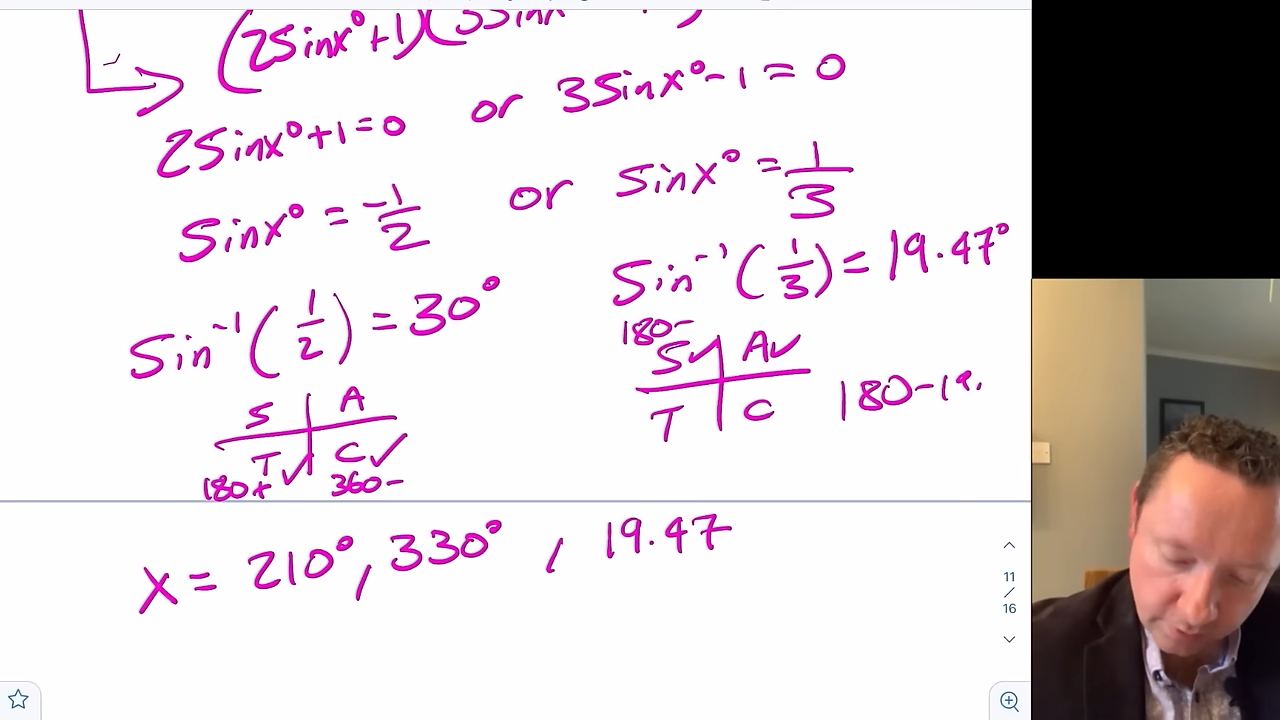 (2sinx°+1)(3sinx
2sinx°+1=0 or 3sinx°-1=0
sinx° = -1/2 or sinx° = 1/3
sin⁻¹(1/2) = 30° sin⁻¹(1/3) = 19.47°
180-
S✓ A✓
T C 180-19.
S A
T✓ C✓
180+ 360-
x = 210°, 330°, 19.47
11
/
16